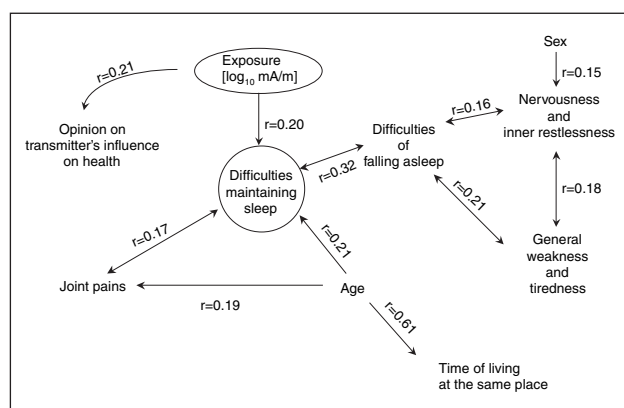 Exposure
[log10 mA/m]
r=0.21
Opinion on
transmitter's influence
on health
r=0.20
Difficulties
maintaining
sleep
r=0.32
Difficulties
of
falling asleep
r=0.16
Sex
r=0.15
Nervousness
and
inner restlessness
r=0.18
r=0.21
General
weakness
and
tiredness
r=0.17
Joint pains
r=0.19
r=0.21
Age
r=0.61
Time of living
at the same place